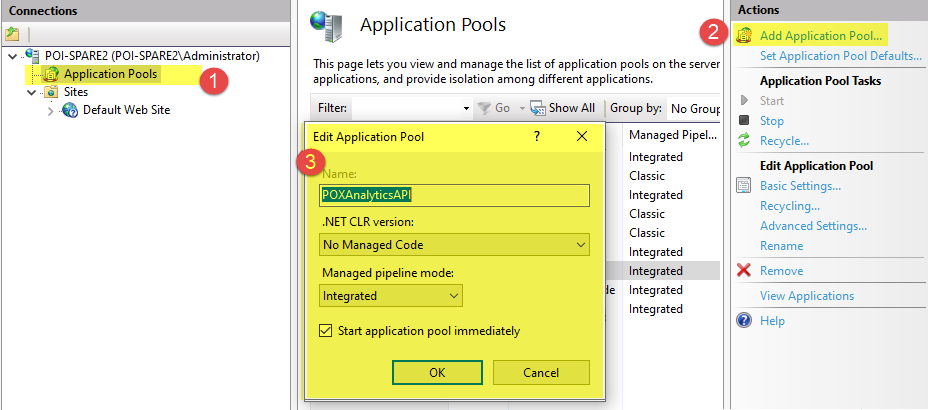 Connections
POI-SPARE2 (POI-SPARE2\Administrator)
Application Pools
1
Sites
Default Web Site
Application Pools
This page lets you view and manage the list of application pools on the server
applications, and provide isolation among different applications.
Filter:
Go
Show All
Group by:
No Group
Managed Pipel...
Integrated
Classic
Integrated
Classic
Classic
Integrated
Integrated
de
Integrated
Integrated
Edit Application Pool
?
3
Name:
POXAnalyticsAPI
.NET CLR version:
No Managed Code
Managed pipeline mode:
Integrated
Start application pool immediately
OK
Cancel
Actions
2
Add Application Pool...
Set Application Pool Defaults...
Application Pool Tasks
Start
Stop
Recycle...
Edit Application Pool
Basic Settings...
Recycling...
Advanced Settings...
Rename
Remove
View Applications
Help